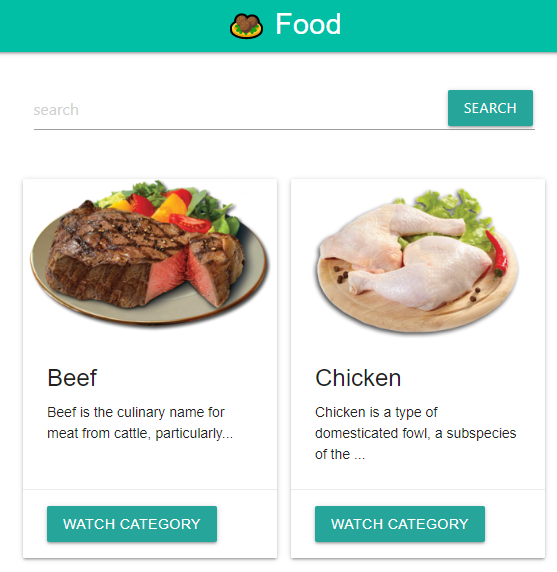 Food
search
SEARCH
Beef
Beef is the culinary name for
meat from cattle, particularly...
WATCH CATEGORY
Chicken
Chicken is a type of
domesticated fowl, a subspecies
of the ...
WATCH CATEGORY